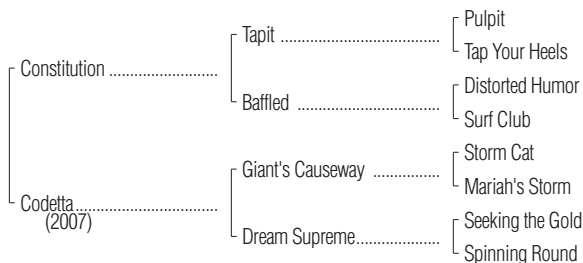 Pulpit
Tapit ........................................
Tap Your Heels
Constitution ...........................
Distorted Humor
Baffled ...................................
Surf Club
Storm Cat
Giant's Causeway .................
Mariah's Storm
Codetta....................................
(2007)
Seeking the Gold
Dream Supreme.....................
Spinning Round